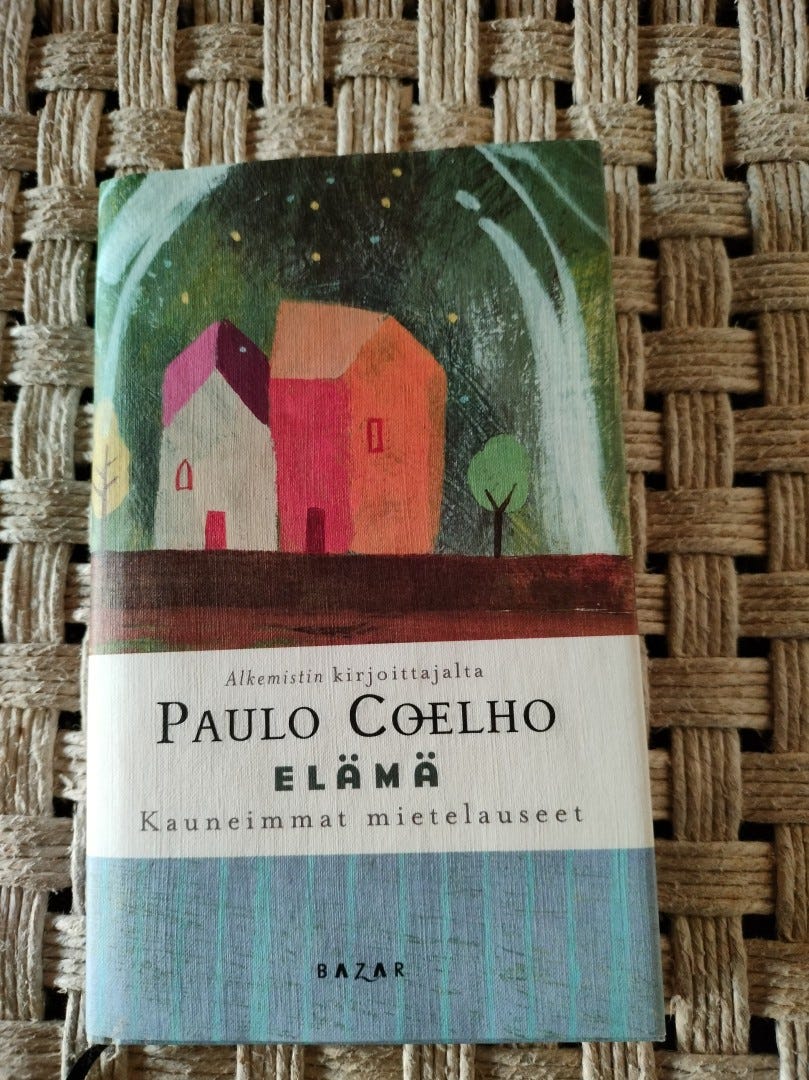 Alkemistin kirjoittajalta
PAULO COELHO
ELÄMÄ
Kauneimmat mietelauseet
BAZAR